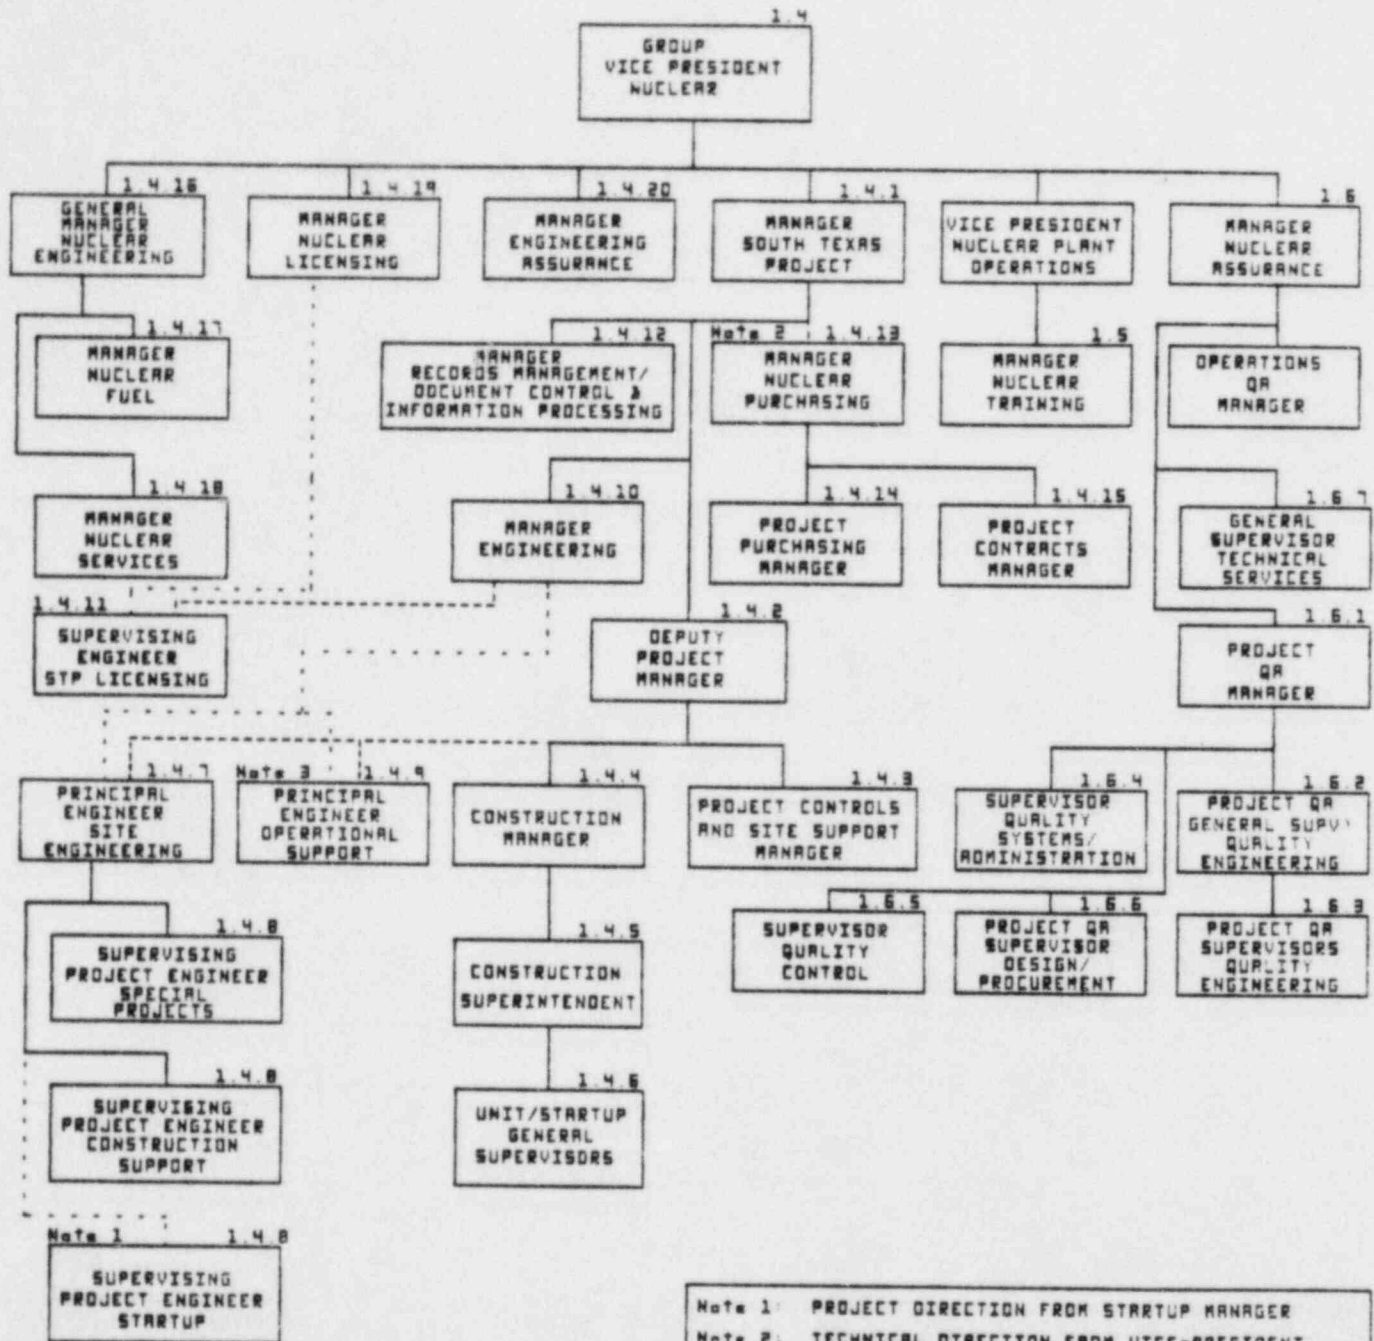 1.4
GROUP
VICE PRESIDENT
NUCLEAR
1.4.16
GENERAL
MANAGER
NUCLEAR
ENGINEERING
1.4.19
MANAGER
NUCLEAR
LICENSING
1.4.20
MANAGER
ENGINEERING
ASSURANCE
1.4.1
MANAGER
SOUTH TEXAS
PROJECT
VICE PRESIDENT
NUCLEAR PLANT
OPERATIONS
1.6
MANAGER
NUCLEAR
ASSURANCE
1.4.17
MANAGER
NUCLEAR
FUEL
1.4.12
MANAGER
RECORDS MANAGEMENT/
DOCUMENT CONTROL &
INFORMATION PROCESSING
Note 2 1.4.13
MANAGER
NUCLEAR
PURCHASING
1.5
MANAGER
NUCLEAR
TRAINING
OPERATIONS
QA
MANAGER
1.4.18
MANAGER
NUCLEAR
SERVICES
1.4.10
MANAGER
ENGINEERING
1.4.14
PROJECT
PURCHASING
MANAGER
1.4.15
PROJECT
CONTRACTS
MANAGER
1.6.7
GENERAL
SUPERVISOR
TECHNICAL
SERVICES
1.4.11
SUPERVISING
ENGINEER
STP LICENSING
1.4.2
DEPUTY
PROJECT
MANAGER
1.6.1
PROJECT
QA
MANAGER
1.4.7
PRINCIPAL
ENGINEER
SITE
ENGINEERING
Note 3 1.4.9
PRINCIPAL
ENGINEER
OPERATIONAL
SUPPORT
1.4.4
CONSTRUCTION
MANAGER
1.4.3
PROJECT CONTROLS
AND SITE SUPPORT
MANAGER
1.6.4
SUPERVISOR
QUALITY
SYSTEMS/
ADMINISTRATION
1.6.2
PROJECT QA
GENERAL SUPV
QUALITY
ENGINEERING
1.4.8
SUPERVISING
PROJECT ENGINEER
SPECIAL
PROJECTS
1.4.5
CONSTRUCTION
SUPERINTENDENT
1.6.5
SUPERVISOR
QUALITY
CONTROL
1.6.6
PROJECT QA
SUPERVISOR
DESIGN/
PROCUREMENT
1.6.3
PROJECT QA
SUPERVISORS
QUALITY
ENGINEERING
1.4.8
SUPERVISING
PROJECT ENGINEER
CONSTRUCTION
SUPPORT
1.4.6
UNIT/STARTUP
GENERAL
SUPERVISORS
Note 1 1.4.8
SUPERVISING
PROJECT ENGINEER
STARTUP
Note 1: PROJECT DIRECTION FROM STARTUP MANAGER
Note 2: TECHNICAL DIRECTION FROM VICE-PRESIDENT